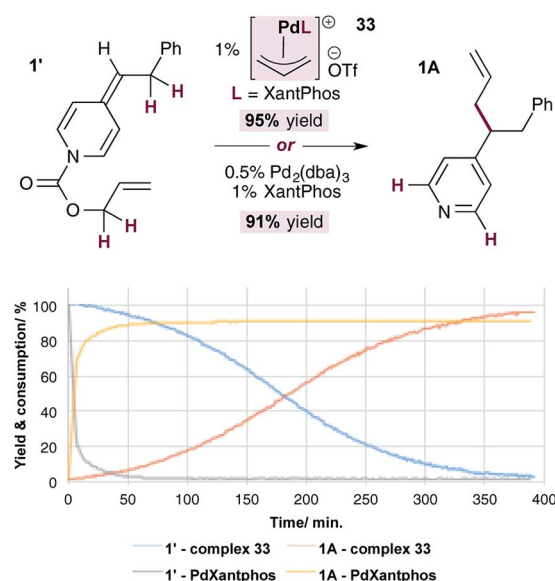 1'
H
Ph
H H
N
O
O
H H
1%
PdL ⊕
33
⊖
OTf
L = XantPhos
95% yield
or
0.5% Pd2(dba)3
1% XantPhos
91% yield
1A
Ph
H
N
H
Yield & consumption/ %
100
80
60
40
20
0
0 50 100 150 200 250 300 350 400
Time/ min.
1' - complex 33
1A - complex 33
1' - PdXantphos
1A - PdXantphos